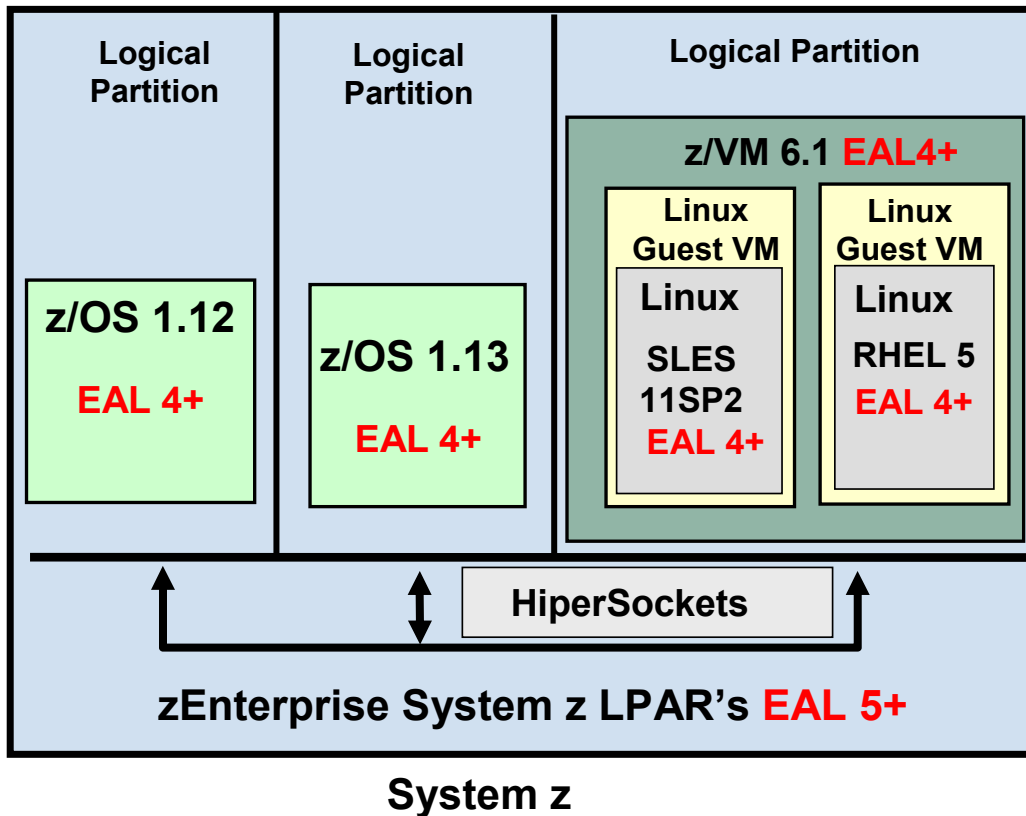 Logical
Partition
Logical
Partition
Logical Partition
z/OS 1.12
EAL 4+
z/OS 1.13
EAL 4+
z/VM 6.1 EAL4+
Linux
Guest VM
Linux
SLES
11SP2
EAL 4+
Linux
Guest VM
Linux
RHEL 5
EAL 4+
HiperSockets
zEnterprise System z LPAR’s EAL 5+
System z